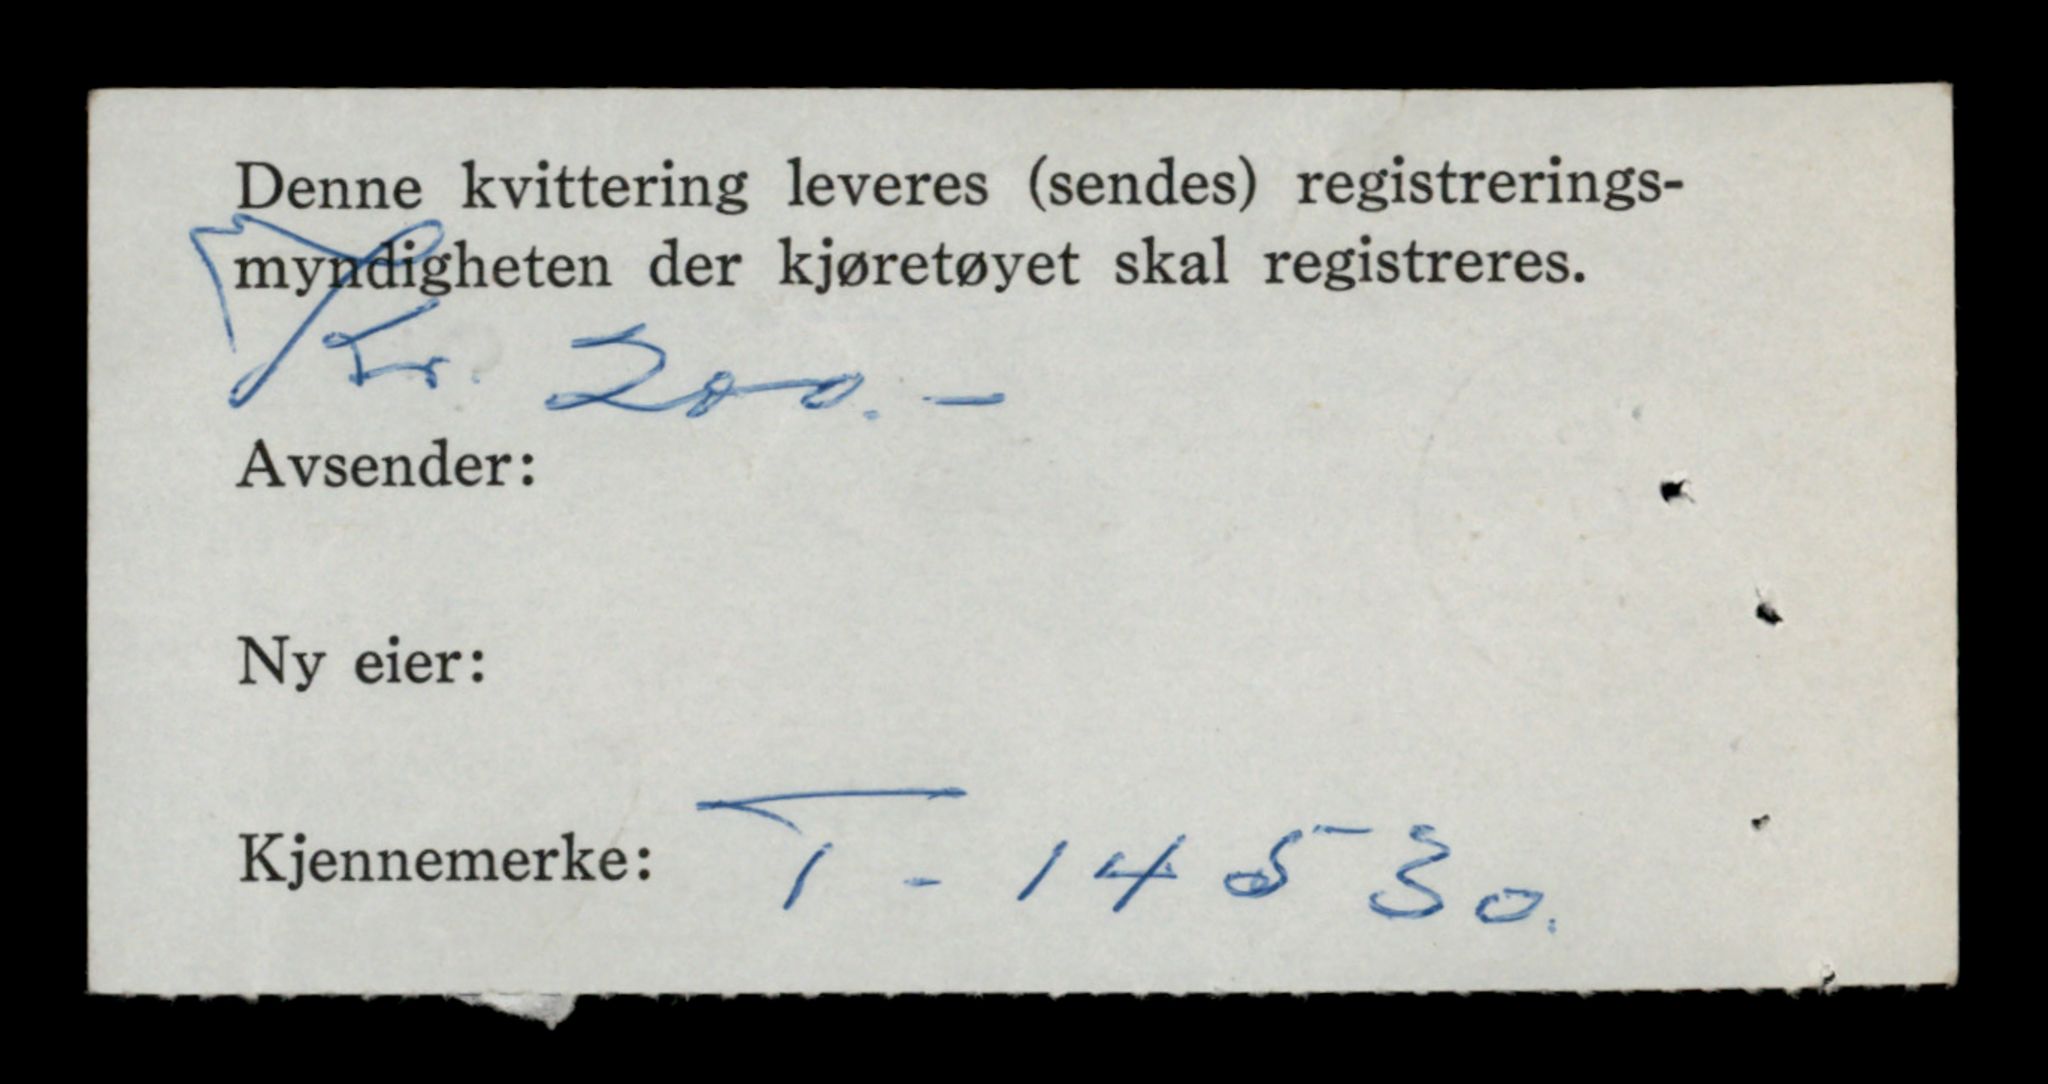 Denne kvittering leveres (sendes) registrerings-
myndigheten der kjøretøyet skal registreres.
Kr. 200.-
Avsender:
Ny eier:
Kjennemerke: T - 14530.